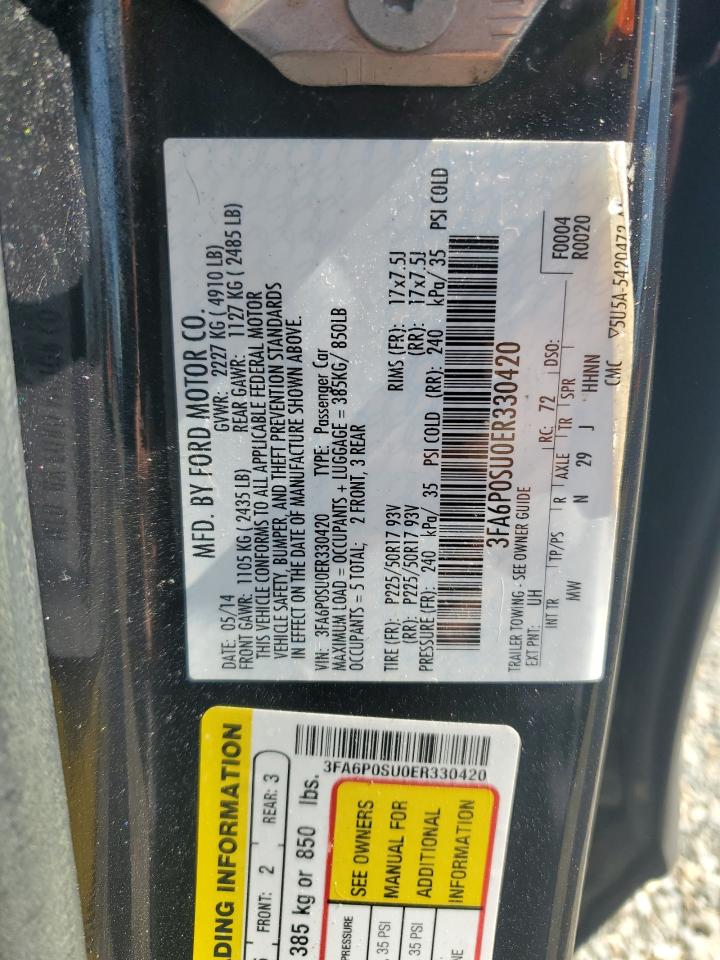 MFD. BY FORD MOTOR CO.
DATE: 05/14 GVWR: 2227 KG ( 4910 LB)
FRONT GAWR: 1105 KG ( 2435 LB) REAR GAWR: 1127 KG ( 2485 LB)
THIS VEHICLE CONFORMS TO ALL APPLICABLE FEDERAL MOTOR
VEHICLE SAFETY, BUMPER, AND THEFT PREVENTION STANDARDS
IN EFFECT ON THE DATE OF MANUFACTURE SHOWN ABOVE.
VIN: 3FA6P0SU0ER330420 TYPE: Passenger Car
MAXIMUM LOAD = OCCUPANTS + LUGGAGE = 385KG/ 850LB
OCCUPANTS = 5 TOTAL; 2 FRONT, 3 REAR
TIRE (FR): P225/50R17 93V RIMS (FR): 17x7.5J
(RR): P225/50R17 93V (RR): 17x7.5J
PRESSURE (FR): 240 kPa/ 35 PSI COLD (RR): 240 kPa/ 35 PSI COLD
3FA6P0SU0ER330420
TRAILER TOWING - SEE OWNER GUIDE F0004
EXT PNT: UH RC: 72 DSO: R0020
INT TR TP/PS R AXLE TR SPR
MW N 29 J HHNN
CMC ▽5U5A-5420472
ADING INFORMATION
FRONT: 2 REAR: 3
385 kg or 850 lbs.
3FA6P0SU0ER330420
PRESSURE
35 PSI
35 PSI
SEE OWNERS
MANUAL FOR
ADDITIONAL
INFORMATION